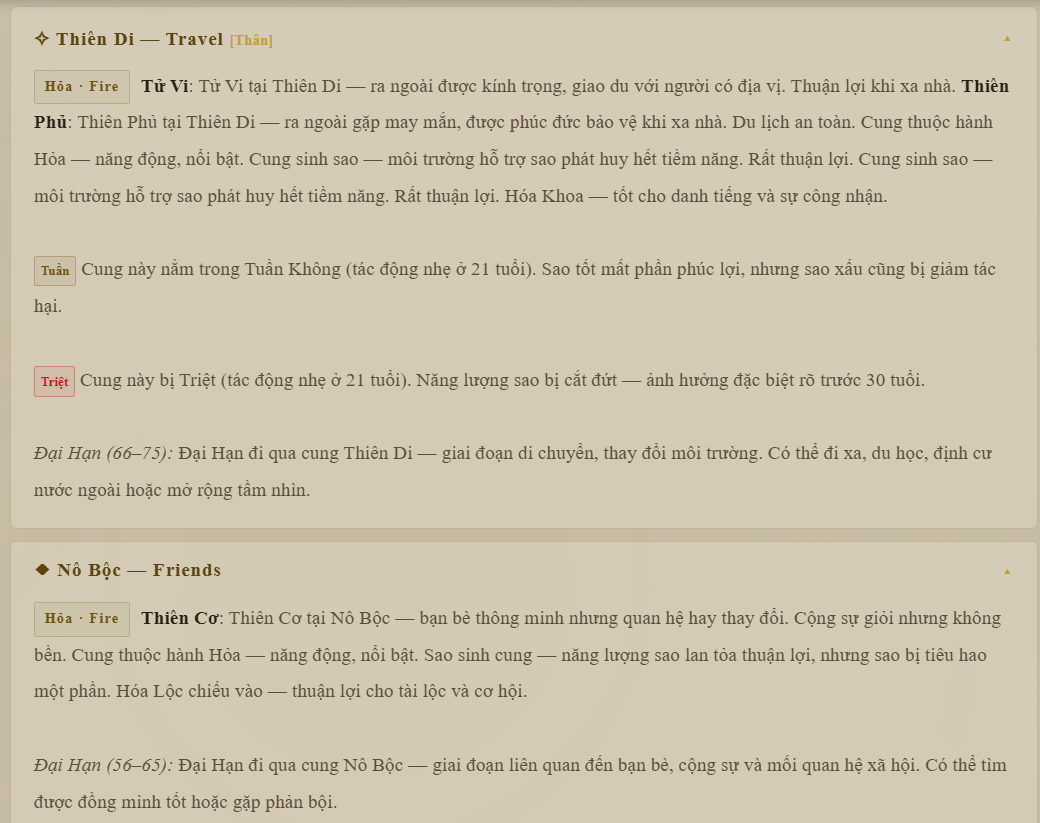 ✧ Thiên Di — Travel [Thân] ▲
Hỏa · Fire Tử Vi: Tử Vi tại Thiên Di — ra ngoài được kính trọng, giao du với người có địa vị. Thuận lợi khi xa nhà. Thiên
Phủ: Thiên Phủ tại Thiên Di — ra ngoài gặp may mắn, được phúc đức bảo vệ khi xa nhà. Du lịch an toàn. Cung thuộc hành
Hỏa — năng động, nổi bật. Cung sinh sao — môi trường hỗ trợ sao phát huy hết tiềm năng. Rất thuận lợi. Cung sinh sao —
môi trường hỗ trợ sao phát huy hết tiềm năng. Rất thuận lợi. Hóa Khoa — tốt cho danh tiếng và sự công nhận.
Tuần Cung này nằm trong Tuần Không (tác động nhẹ ở 21 tuổi). Sao tốt mất phần phúc lợi, nhưng sao xấu cũng bị giảm tác
hại.
Triệt Cung này bị Triệt (tác động nhẹ ở 21 tuổi). Năng lượng sao bị cắt đứt — ảnh hưởng đặc biệt rõ trước 30 tuổi.
Đại Hạn (66–75): Đại Hạn đi qua cung Thiên Di — giai đoạn di chuyển, thay đổi môi trường. Có thể đi xa, du học, định cư
nước ngoài hoặc mở rộng tầm nhìn.
❖ Nô Bộc — Friends ▲
Hỏa · Fire Thiên Cơ: Thiên Cơ tại Nô Bộc — bạn bè thông minh nhưng quan hệ hay thay đổi. Cộng sự giỏi nhưng không
bền. Cung thuộc hành Hỏa — năng động, nổi bật. Sao sinh cung — năng lượng sao lan tỏa thuận lợi, nhưng sao bị tiêu hao
một phần. Hóa Lộc chiếu vào — thuận lợi cho tài lộc và cơ hội.
Đại Hạn (56–65): Đại Hạn đi qua cung Nô Bộc — giai đoạn liên quan đến bạn bè, cộng sự và mối quan hệ xã hội. Có thể tìm
được đồng minh tốt hoặc gặp phản bội.